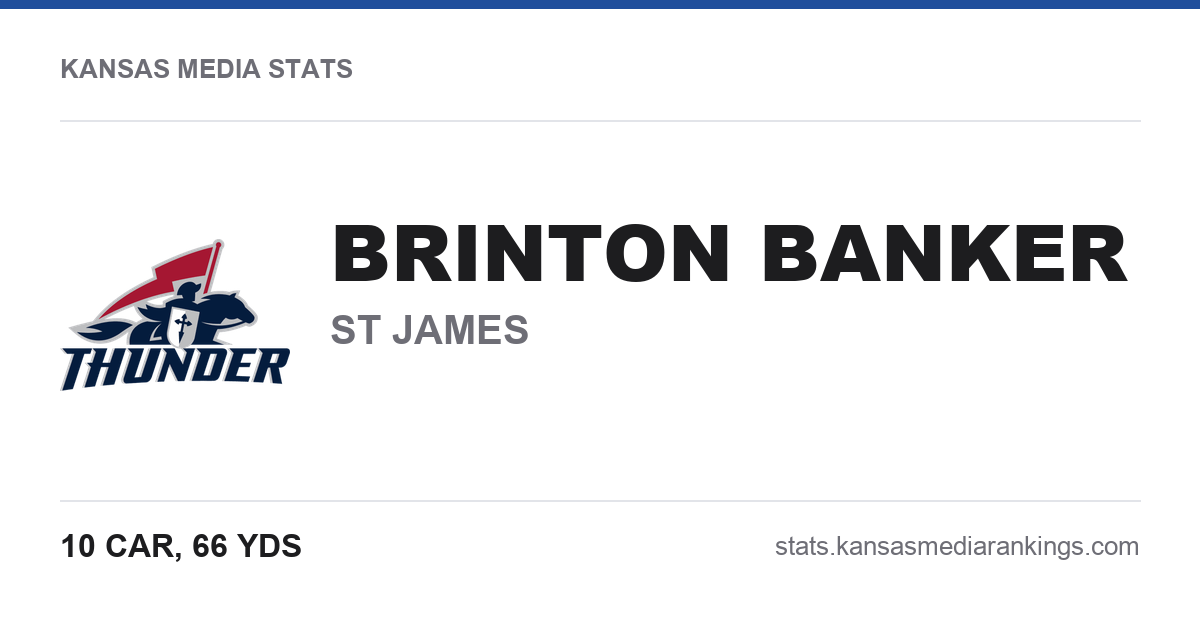 KANSAS MEDIA STATS
BRINTON BANKER
ST JAMES
THUNDER
10 CAR, 66 YDS
stats.kansasmediarankings.com